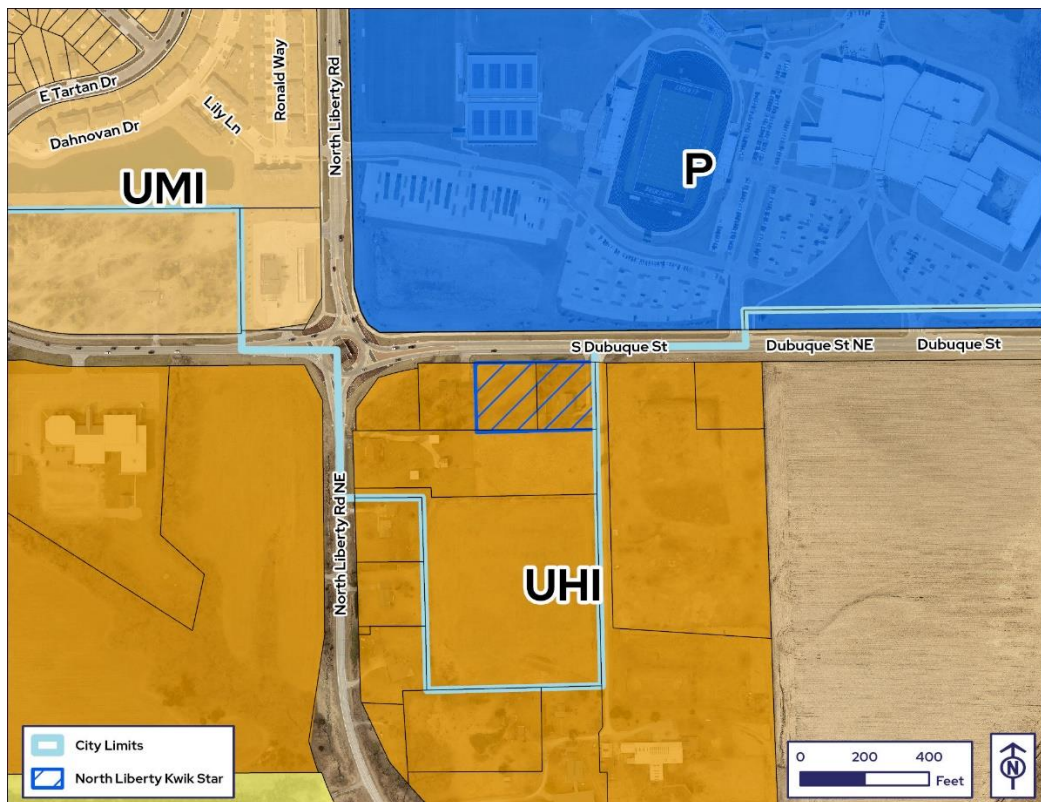 E Tartan Dr
Dahnovan Dr
Lily Ln
Ronald Way
North Liberty Rd
UMI
P
S Dubuque St
Dubuque St NE
Dubuque St
North Liberty Rd NE
UHI
City Limits
North Liberty Kwik Star
0 200 400
Feet
N